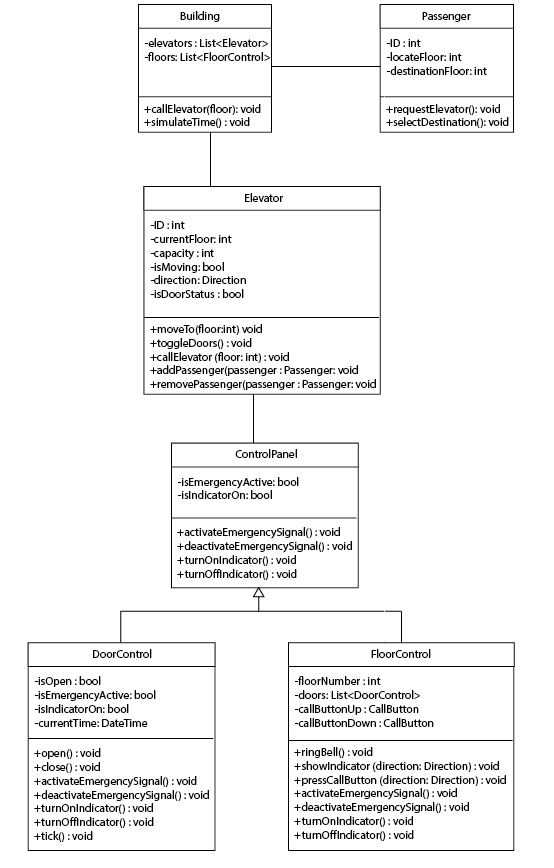 Building
-elevators : List<Elevator>
-floors: List<FloorControl>
+callElevator(floor): void
+simulateTime() : void
Passenger
-ID : int
-locateFloor: int
-destinationFloor: int
+requestElevator(): void
+selectDestination(): void
Elevator
-ID : int
-currentFloor: int
-capacity : int
-isMoving: bool
-direction: Direction
-isDoorStatus : bool
+moveTo(floor:int) void
+toggleDoors() : void
+callElevator (floor: int) : void
+addPassenger(passenger : Passenger: void
+removePassenger(passenger : Passenger: void
ControlPanel
-isEmergencyActive: bool
-isIndicatorOn: bool
+activateEmergencySignal() : void
+deactivateEmergencySignal() : void
+turnOnIndicator() : void
+turnOffIndicator() : void
DoorControl
-isOpen : bool
-isEmergencyActive: bool
-isIndicatorOn: bool
-currentTime: DateTime
+open() : void
+close() : void
+activateEmergencySignal() : void
+deactivateEmergencySignal() : void
+turnOnIndicator() : void
+turnOffIndicator() : void
+tick() : void
FloorControl
-floorNumber : int
-doors: List<DoorControl>
-callButtonUp : CallButton
-callButtonDown : CallButton
+ringBell() : void
+showIndicator (direction: Direction) : void
+pressCallButton (direction: Direction) : void
+activateEmergencySignal() : void
+deactivateEmergencySignal() : void
+turnOnIndicator() : void
+turnOffIndicator() : void